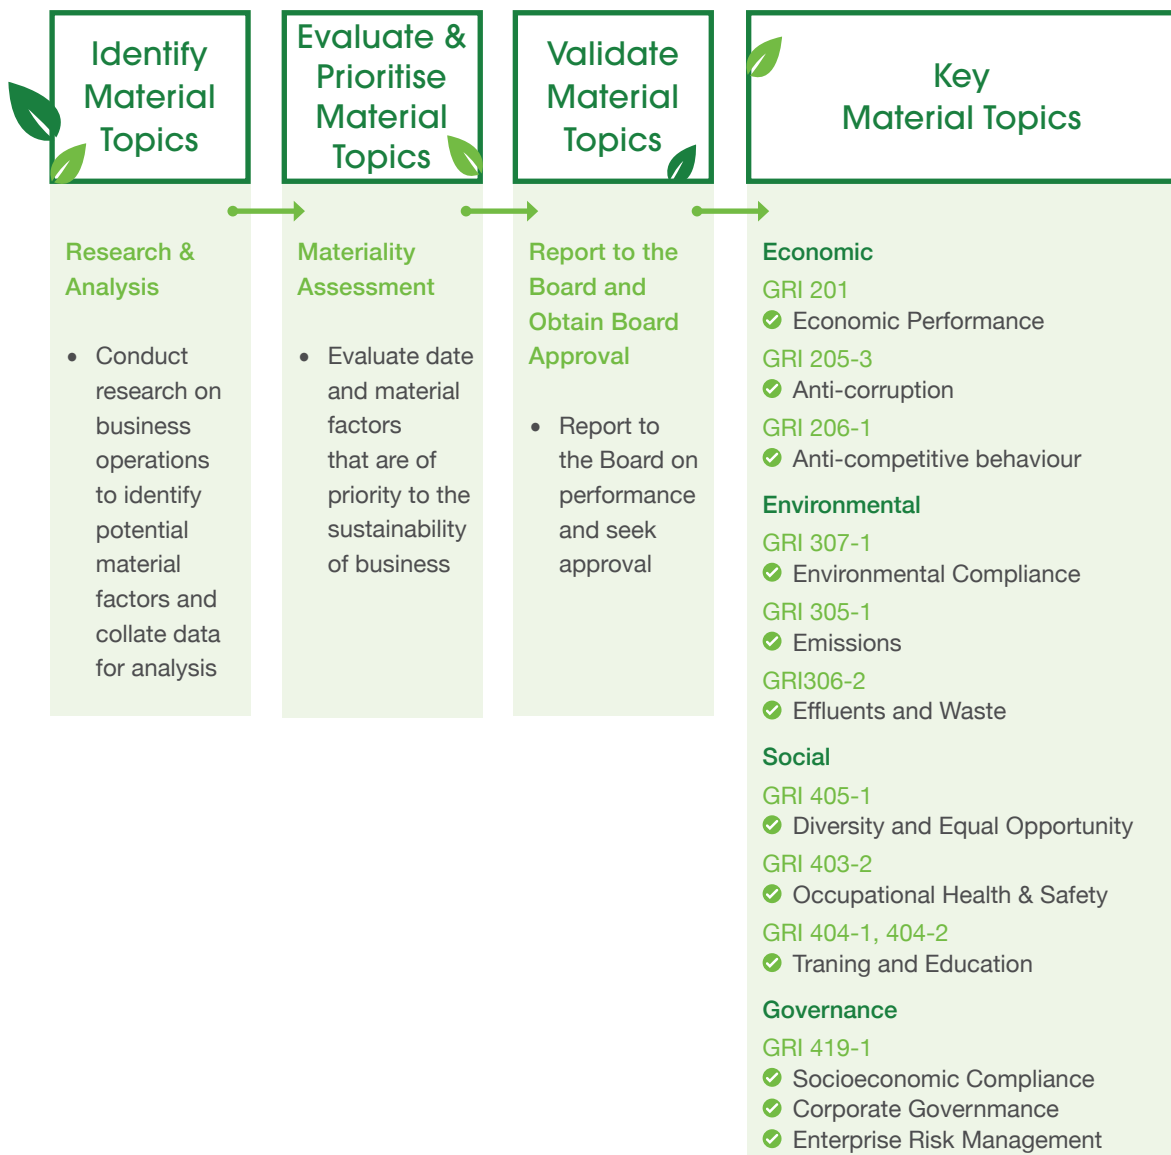 Identify
Material
Topics
Research &
Analysis
• Conduct
research on
business
operations
to identify
potential
material
factors and
collate data
for analysis
Evaluate &
Prioritise
Material
Topics
Materiality
Assessment
• Evaluate date
and material
factors
that are of
priority to the
sustainability
of business
Validate
Material
Topics
Report to the
Board and
Obtain Board
Approval
• Report to
the Board on
performance
and seek
approval
Key
Material Topics
Economic
GRI 201
Economic Performance
GRI 205-3
Anti-corruption
GRI 206-1
Anti-competitive behaviour
Environmental
GRI 307-1
Environmental Compliance
GRI 305-1
Emissions
GRI306-2
Effluents and Waste
Social
GRI 405-1
Diversity and Equal Opportunity
GRI 403-2
Occupational Health & Safety
GRI 404-1, 404-2
Traning and Education
Governance
GRI 419-1
Socioeconomic Compliance
Corporate Governmance
Enterprise Risk Management